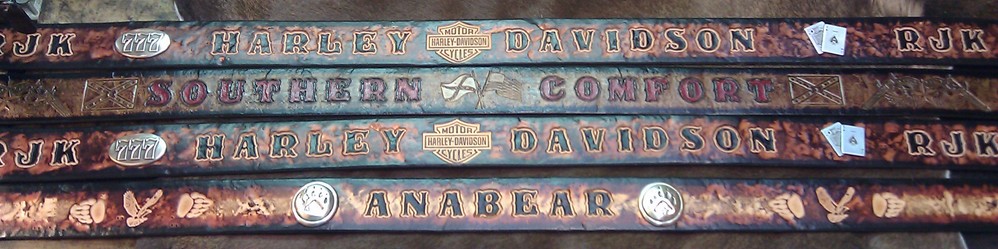 RJK 777 HARLEY MOTOR HARLEY-DAVIDSON CYCLES DAVIDSON RJK
SOUTHERN COMFORT
RJK 777 HARLEY MOTOR HARLEY-DAVIDSON CYCLES DAVIDSON RJK
ANABEAR